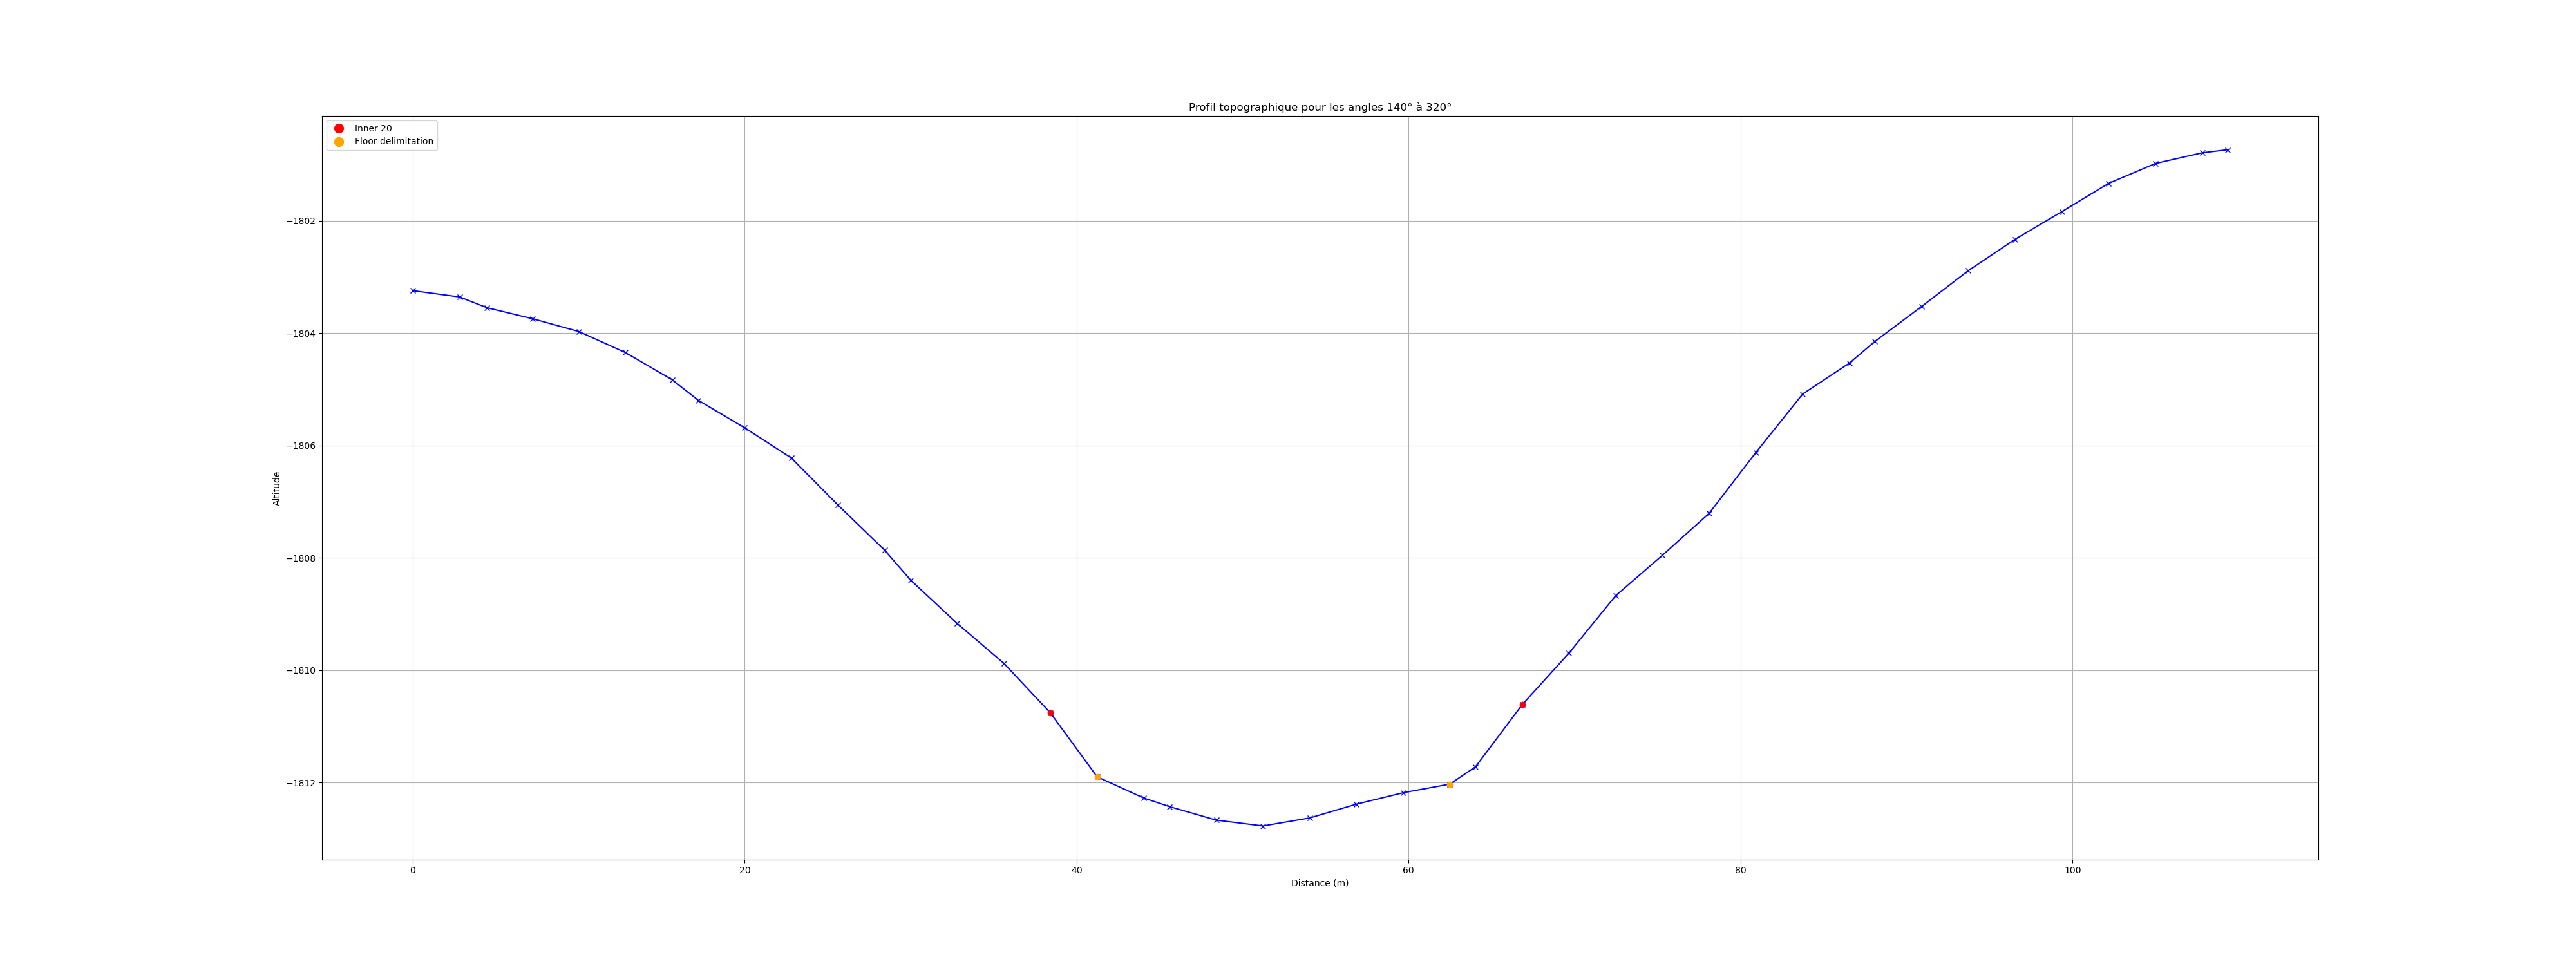 Profil topographique pour les angles 140° à 320°
Inner 20
Floor delimitation
−1802
−1804
−1806
−1808
−1810
−1812
Altitude
0 20 40 60 80 100
Distance (m)